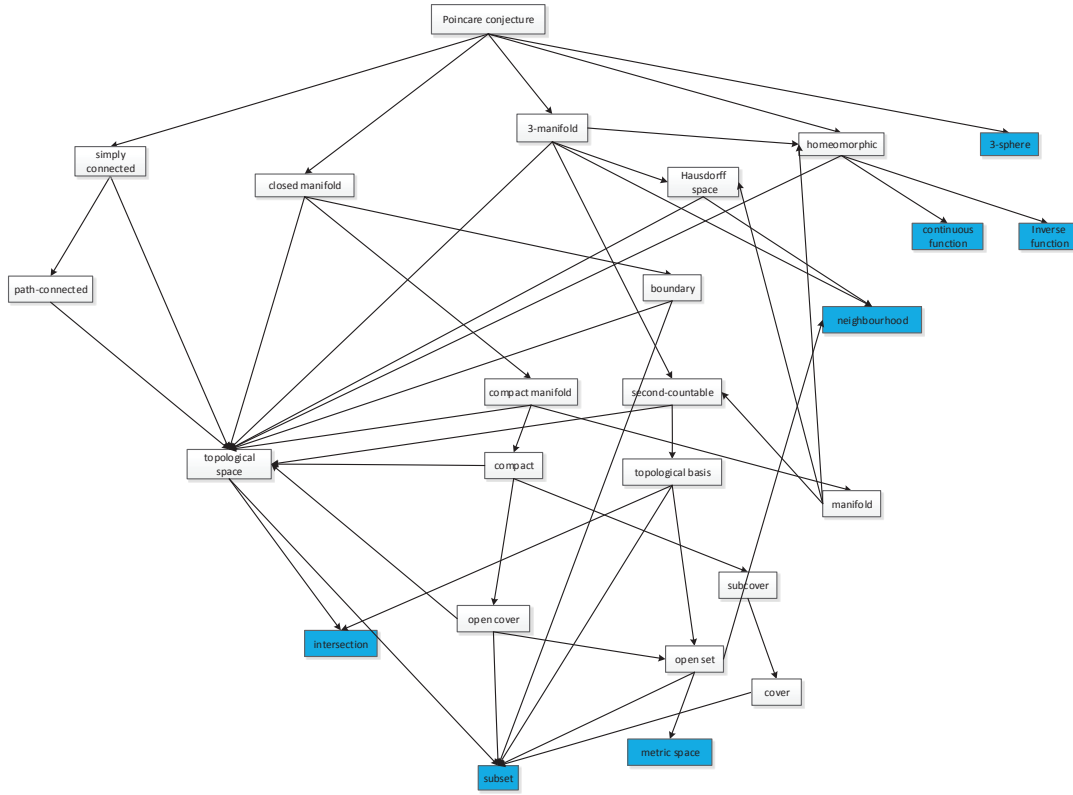 Poincare conjecture
3-manifold
simply
connected
homeomorphic
3-sphere
closed manifold
Hausdorff
space
continuous
function
Inverse
function
path-connected
boundary
neighbourhood
compact manifold
second-countable
topological
space
compact
topological basis
manifold
subcover
open cover
intersection
open set
cover
metric space
subset